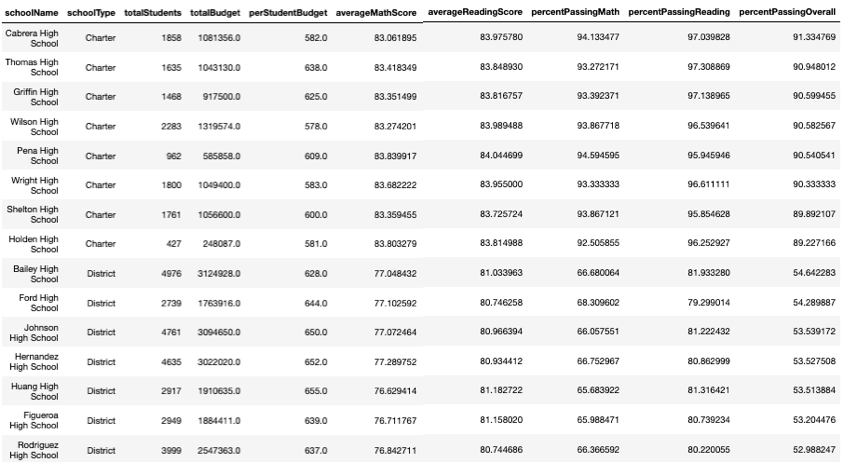 schoolName schoolType totalStudents totalBudget perStudentBudget averageMathScore averageReadingScore percentPassingMath percentPassingReading percentPassingOverall
Cabrera High School Charter 1858 1081356.0 582.0 83.061895 83.975780 94.133477 97.039828 91.334769
Thomas High School Charter 1635 1043130.0 638.0 83.418349 83.848930 93.272171 97.308869 90.948012
Griffin High School Charter 1468 917500.0 625.0 83.351499 83.816757 93.392371 97.138965 90.599455
Wilson High School Charter 2283 1319574.0 578.0 83.274201 83.989488 93.867718 96.539641 90.582567
Pena High School Charter 962 585858.0 609.0 83.839917 84.044699 94.594595 95.945946 90.540541
Wright High School Charter 1800 1049400.0 583.0 83.682222 83.955000 93.333333 96.611111 90.333333
Shelton High School Charter 1761 1056600.0 600.0 83.359455 83.725724 93.867121 95.854628 89.892107
Holden High School Charter 427 248087.0 581.0 83.803279 83.814988 92.505855 96.252927 89.227166
Bailey High School District 4976 3124928.0 628.0 77.048432 81.033963 66.680064 81.933280 54.642283
Ford High School District 2739 1763916.0 644.0 77.102592 80.746258 68.309602 79.299014 54.289887
Johnson High School District 4761 3094650.0 650.0 77.072464 80.966394 66.057551 81.222432 53.539172
Hernandez High School District 4635 3022020.0 652.0 77.289752 80.934412 66.752967 80.862999 53.527508
Huang High School District 2917 1910635.0 655.0 76.629414 81.182722 65.683922 81.316421 53.513884
Figueroa High School District 2949 1884411.0 639.0 76.711767 81.158020 65.988471 80.739234 53.204476
Rodriguez High School District 3999 2547363.0 637.0 76.842711 80.744686 66.366592 80.220055 52.988247